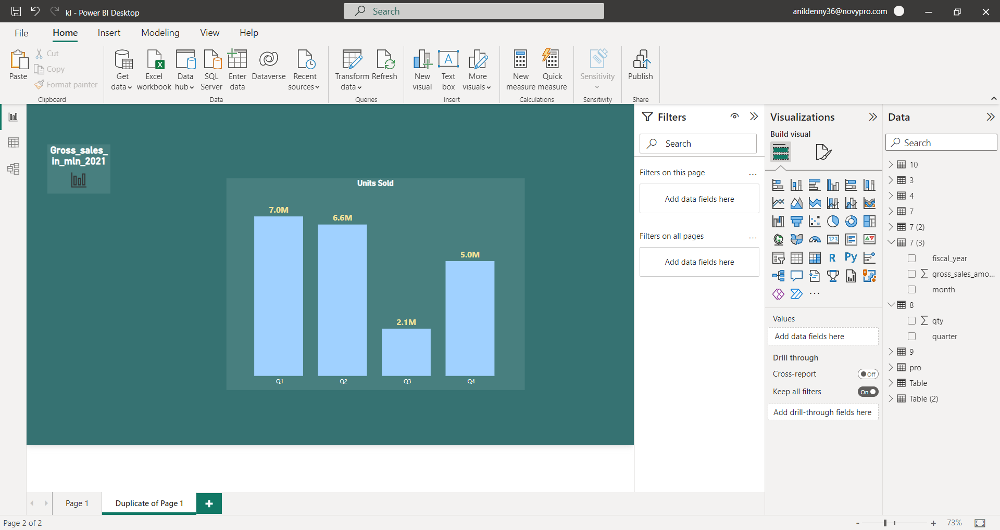 kl - Power BI Desktop
Search
anildenny36@novypro.com
File
Home
Insert
Modeling
View
Help
Paste
Cut
Copy
Format painter
Clipboard
Get data
Excel workbook
Data hub
SQL Server
Enter data
Dataverse
Recent sources
Data
Transform data
Refresh
Queries
New visual
Text box
A
More visuals
Insert
New measure
Quick measure
Calculations
Sensitivity
Sensitivity
Publish
Share
Gross_sales_
in_mln_2021
Units Sold
7.0M
6.6M
2.1M
5.0M
Q1
Q2
Q3
Q4
Filters
Search
Filters on this page
...
Add data fields here
Filters on all pages
...
Add data fields here
Visualizations
Build visual
123
R
Py
...
Values
Add data fields here
Drill through
Cross-report
Off
Keep all filters
On
Add drill-through fields here
Data
Search
10
3
4
7
7 (2)
7 (3)
fiscal_year
∑ gross_sales_amo...
month
8
∑ qty
quarter
9
pro
Table
Table (2)
Page 1
Duplicate of Page 1
+
Page 2 of 2
- + 73%